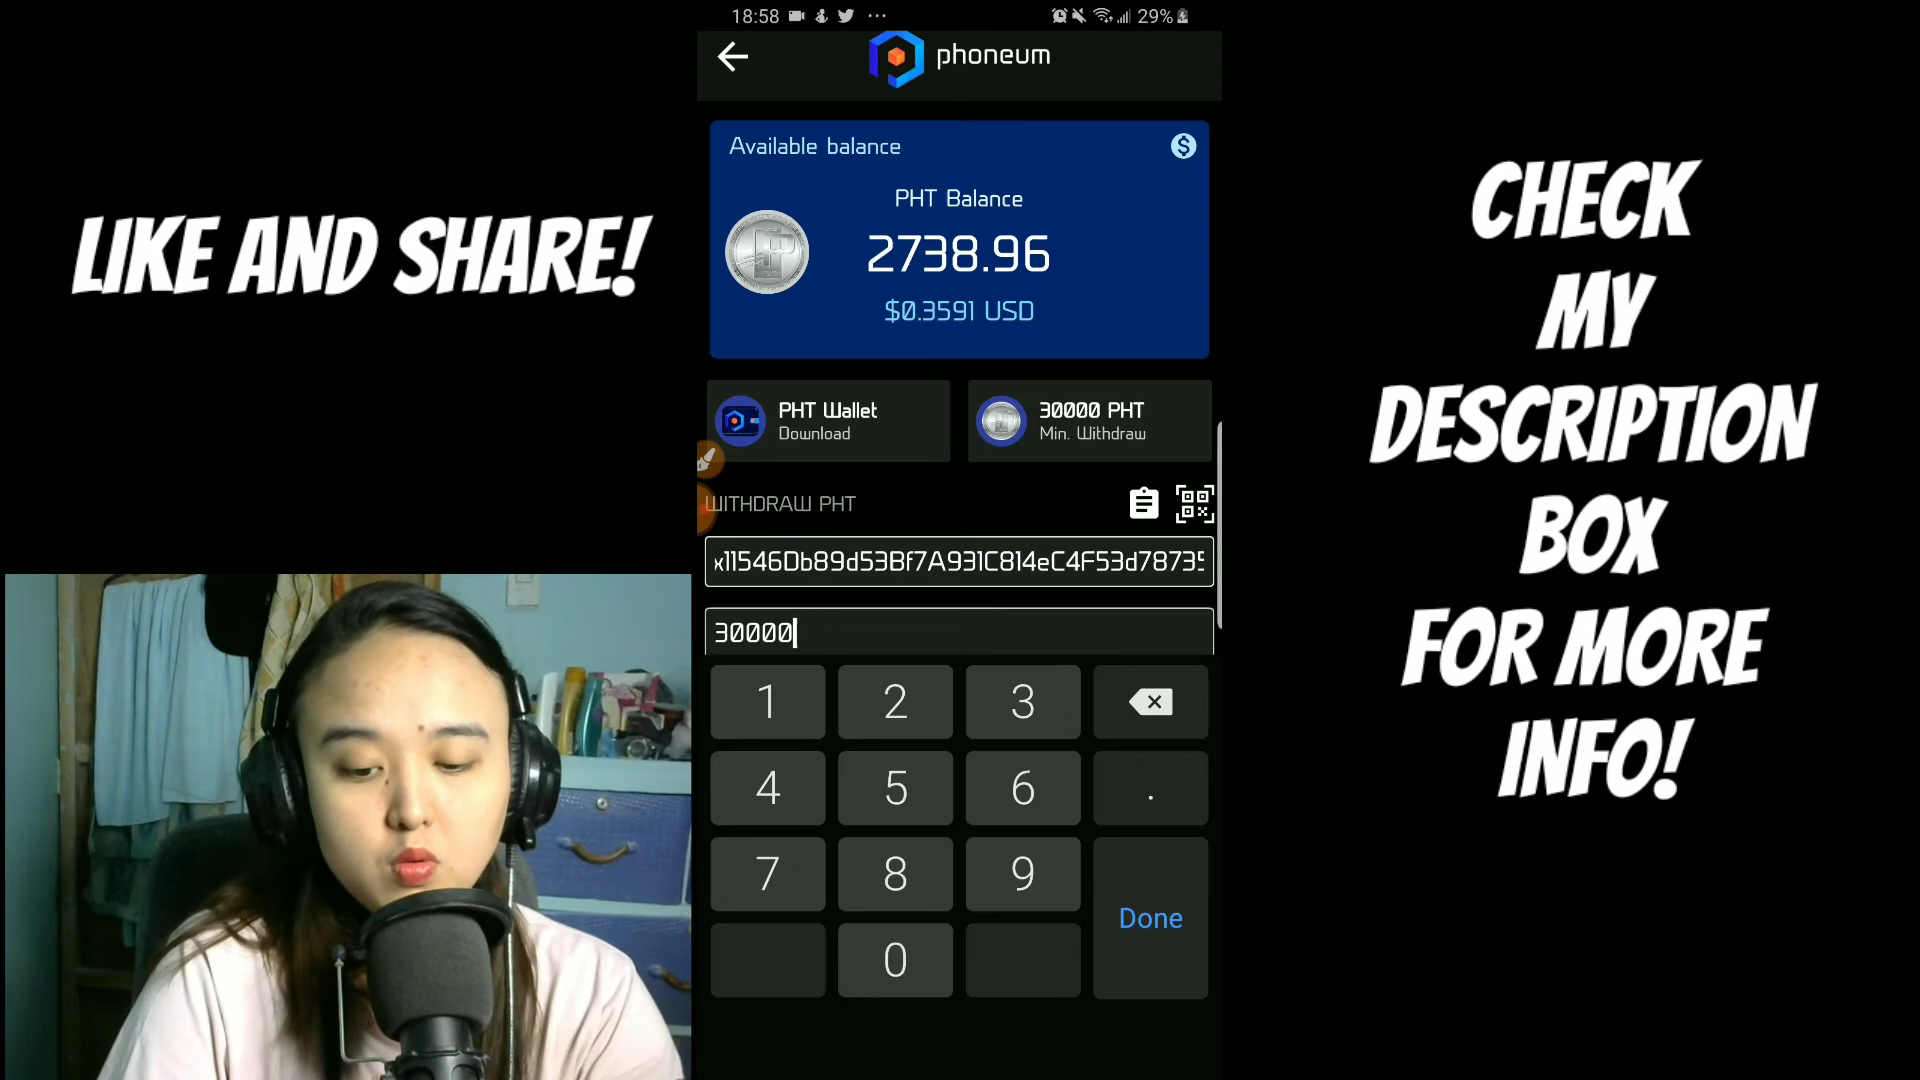 18:58
29%
phoneum
Available balance
PHT Balance
2738.96
$0.3591 USD
PHT Wallet
Download
30000 PHT
Min. Withdraw
WITHDRAW PHT
x11546Db89d53Bf7A931C814eC4F53d78735
30000
1 2 3
4 5 6 .
7 8 9
Done
0
LIKE AND SHARE!
CHECK
MY
DESCRIPTION
BOX
FOR MORE
INFO!